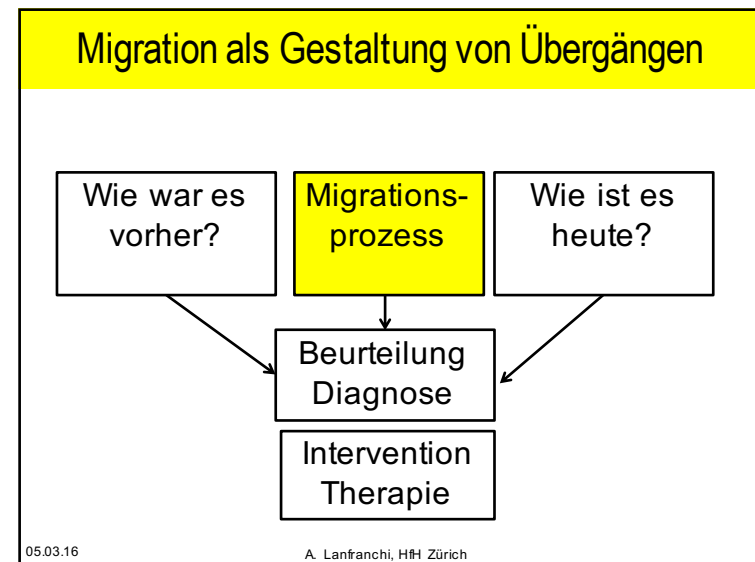 Migration als Gestaltung von Übergängen
Wie war es
vorher?
Migrations-
prozess
Wie ist es
heute?
Beurteilung
Diagnose
Intervention
Therapie
05.03.16
A. Lanfranchi, HfH Zürich